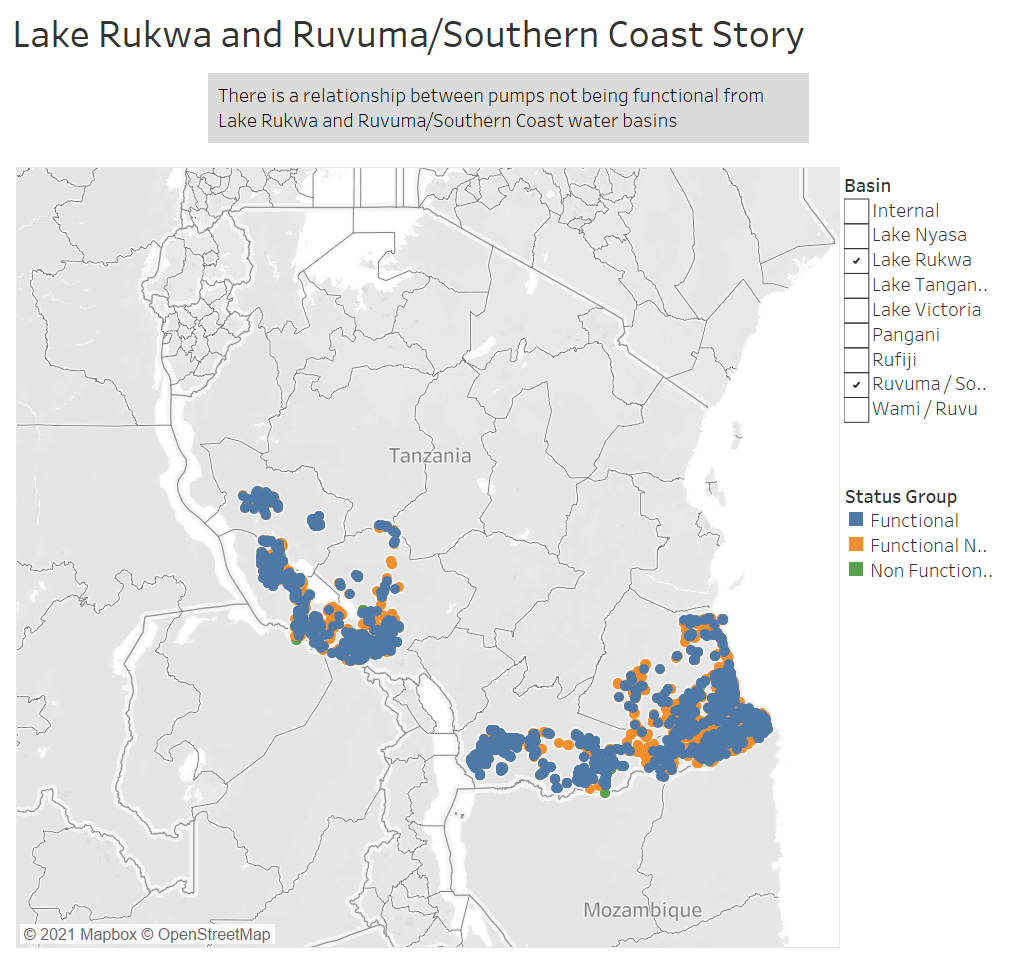 Lake Rukwa and Ruvuma/Southern Coast Story
There is a relationship between pumps not being functional from
Lake Rukwa and Ruvuma/Southern Coast water basins
Basin
Internal
Lake Nyasa
Lake Rukwa
Lake Tangan..
Lake Victoria
Pangani
Rufiji
Ruvuma / So..
Wami / Ruvu
Tanzania
Status Group
Functional
Functional N..
Non Function..
Mozambique
© 2021 Mapbox © OpenStreetMap